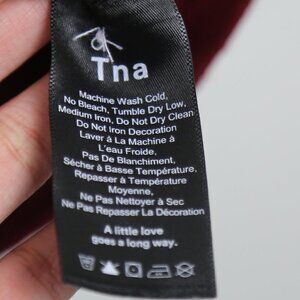 Tna
Machine Wash Cold,
No Bleach, Tumble Dry Low,
Medium Iron, Do Not Dry Clean
Do Not Iron Decoration
Laver à La Machine à
L'eau Froide,
Pas De Blanchiment,
Sécher à Basse Température,
Repasser à Température
Moyenne,
Ne Pas Nettoyer à Sec
Ne Pas Repasser La Décoration
A little love
goes a long way.